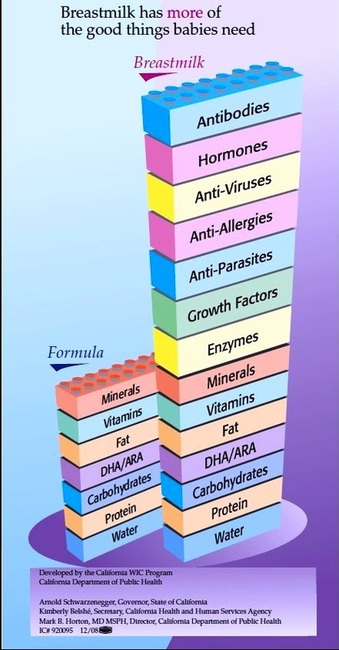 Breastmilk has more of
the good things babies need
Breastmilk
Antibodies
Hormones
Anti-Viruses
Anti-Allergies
Anti-Parasites
Growth Factors
Enzymes
Minerals
Vitamins
Fat
DHA/ARA
Carbohydrates
Protein
Water
Formula
Minerals
Vitamins
Fat
DHA/ARA
Carbohydrates
Protein
Water
Developed by the California WIC Program
California Department of Public Health
Arnold Schwarzenegger, Governor, State of California
Kimberly Belshé, Secretary, California Health and Human Services Agency
Mark B. Horton, MD MSPH, Director, California Department of Public Health
IC# 920095 12/08